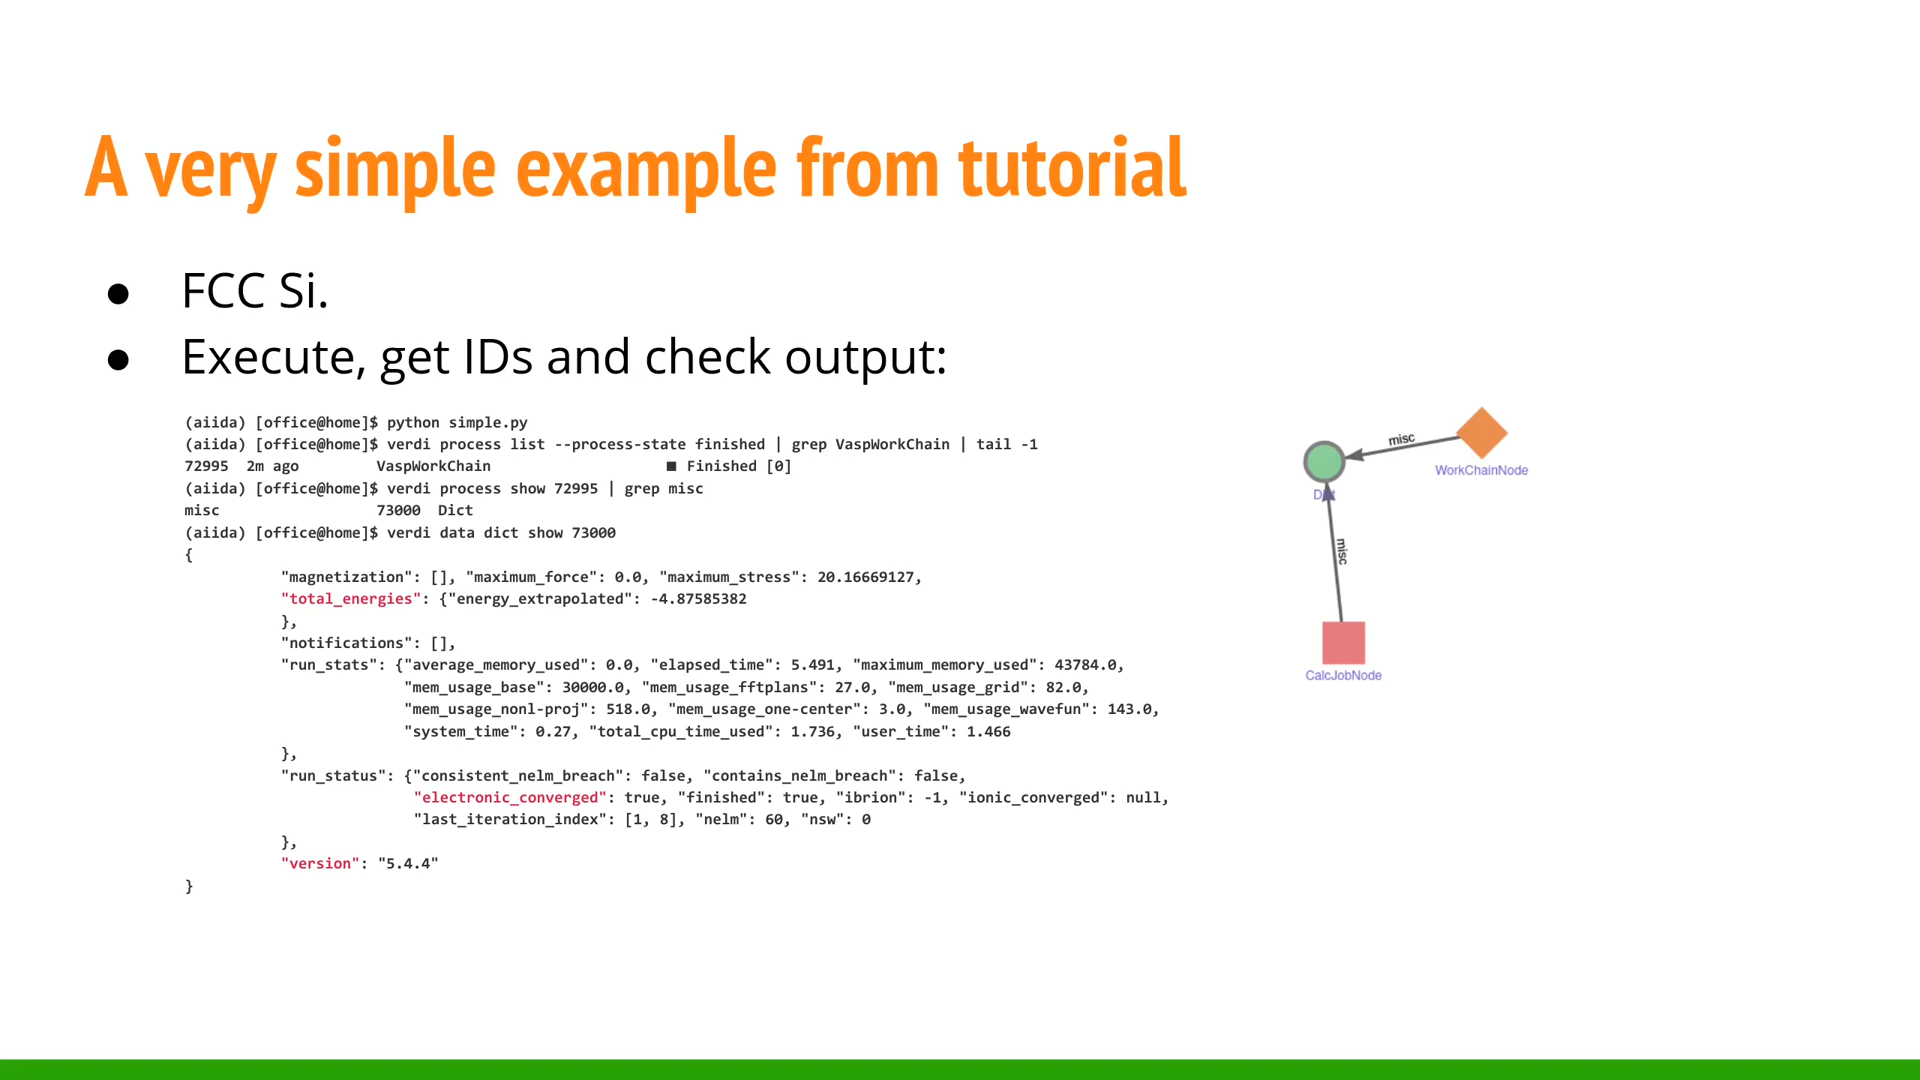 A very simple example from tutorial
● FCC Si.
● Execute, get IDs and check output:
(aiida) [office@home]$ python simple.py
(aiida) [office@home]$ verdi process list --process-state finished | grep VaspWorkChain | tail -1
72995  2m ago         VaspWorkChain                    ■ Finished [0]
(aiida) [office@home]$ verdi process show 72995 | grep misc
misc                  73000  Dict
(aiida) [office@home]$ verdi data dict show 73000
{
"magnetization": [], "maximum_force": 0.0, "maximum_stress": 20.16669127,
"total_energies": {"energy_extrapolated": -4.87585382
},
"notifications": [],
"run_stats": {"average_memory_used": 0.0, "elapsed_time": 5.491, "maximum_memory_used": 43784.0,
"mem_usage_base": 30000.0, "mem_usage_fftplans": 27.0, "mem_usage_grid": 82.0,
"mem_usage_nonl-proj": 518.0, "mem_usage_one-center": 3.0, "mem_usage_wavefun": 143.0,
"system_time": 0.27, "total_cpu_time_used": 1.736, "user_time": 1.466
},
"run_status": {"consistent_nelm_breach": false, "contains_nelm_breach": false,
"electronic_converged": true, "finished": true, "ibrion": -1, "ionic_converged": null,
"last_iteration_index": [1, 8], "nelm": 60, "nsw": 0
},
"version": "5.4.4"
}
misc
WorkChainNode
Dict
misc
CalcJobNode